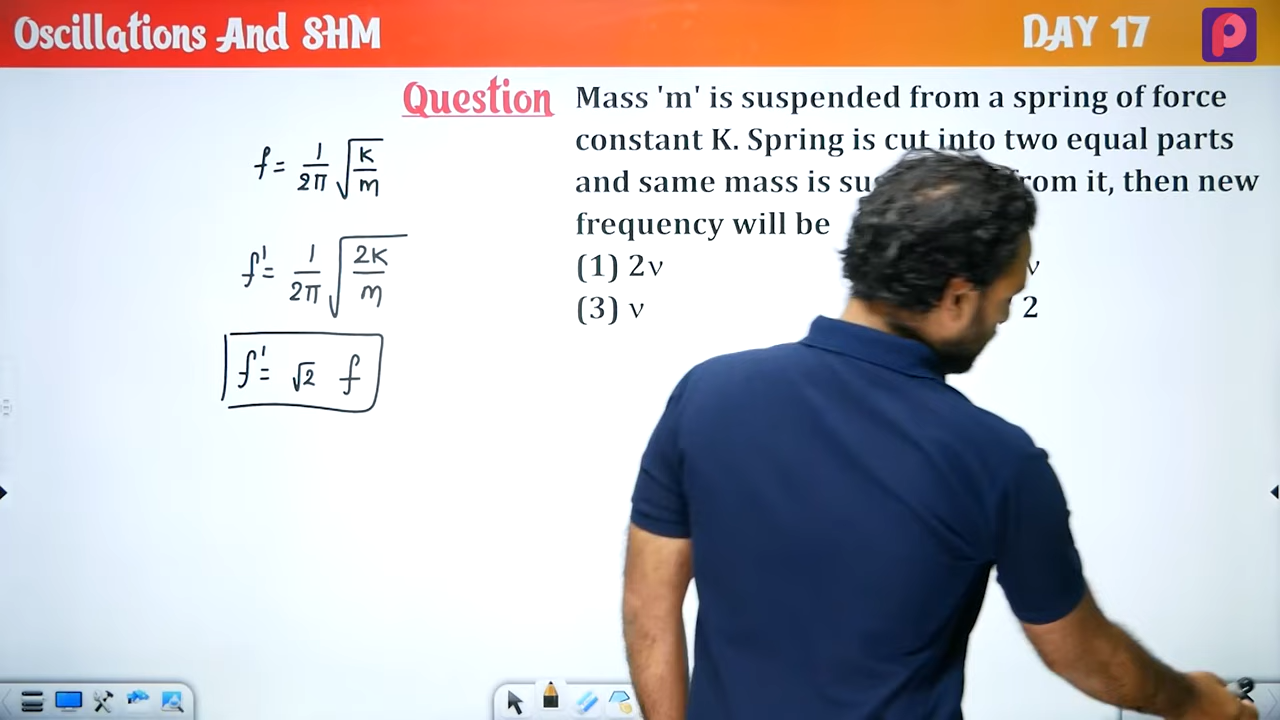 Oscillations And SHM
DAY 17
Question
Mass 'm' is suspended from a spring of force
constant K. Spring is cut into two equal parts
and same mass is from it, then new
frequency will be
(1) 2ν
ν
(3) ν
2
f = 1/2π √K/m
f' = 1/2π √2K/m
f' = √2 f